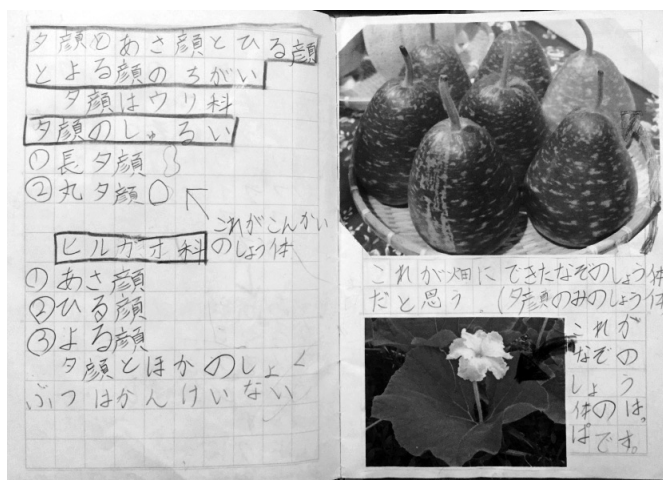 夕顔とあさ顔とひる顔
とよる顔のちがい
夕顔はウリ科
夕顔のしゅるい
①長夕顔
②丸夕顔
これがこんかい
のしょう体
ヒルガオ科
①あさ顔
②ひる顔
③よる顔
夕顔とほかのしょく
ぶつはかんけいない
これが畑にできたなぞのしょう体
だと思う。(夕顔のみのしょう体
これが
なぞの
しょう
体のは、
ぱです。